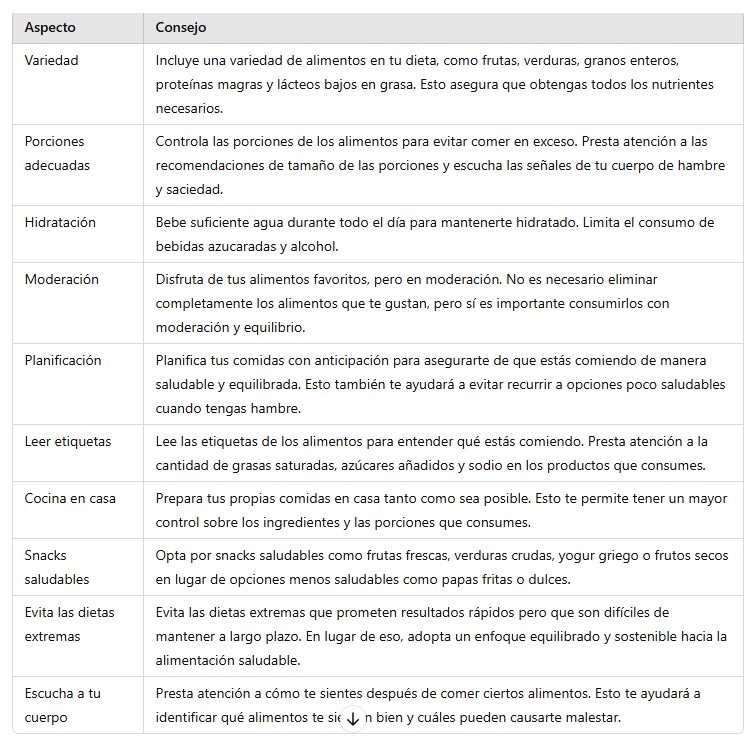 Aspecto Consejo
Variedad Incluye una variedad de alimentos en tu dieta, como frutas, verduras, granos enteros,
proteínas magras y lácteos bajos en grasa. Esto asegura que obtengas todos los nutrientes
necesarios.
Porciones Controla las porciones de los alimentos para evitar comer en exceso. Presta atención a las
adecuadas recomendaciones de tamaño de las porciones y escucha las señales de tu cuerpo de hambre
y saciedad.
Hidratación Bebe suficiente agua durante todo el día para mantenerte hidratado. Limita el consumo de
bebidas azucaradas y alcohol.
Moderación Disfruta de tus alimentos favoritos, pero en moderación. No es necesario eliminar
completamente los alimentos que te gustan, pero sí es importante consumirlos con
moderación y equilibrio.
Planificación Planifica tus comidas con anticipación para asegurarte de que estás comiendo de manera
saludable y equilibrada. Esto también te ayudará a evitar recurrir a opciones poco saludables
cuando tengas hambre.
Leer etiquetas Lee las etiquetas de los alimentos para entender qué estás comiendo. Presta atención a la
cantidad de grasas saturadas, azúcares añadidos y sodio en los productos que consumes.
Cocina en casa Prepara tus propias comidas en casa tanto como sea posible. Esto te permite tener un mayor
control sobre los ingredientes y las porciones que consumes.
Snacks Opta por snacks saludables como frutas frescas, verduras crudas, yogur griego o frutos secos
saludables en lugar de opciones menos saludables como papas fritas o dulces.
Evita las dietas Evita las dietas extremas que prometen resultados rápidos pero que son difíciles de
extremas mantener a largo plazo. En lugar de eso, adopta un enfoque equilibrado y sostenible hacia la
alimentación saludable.
Escucha a tu Presta atención a cómo te sientes después de comer ciertos alimentos. Esto te ayudará a
cuerpo identificar qué alimentos te bien y cuáles pueden causarte malestar.